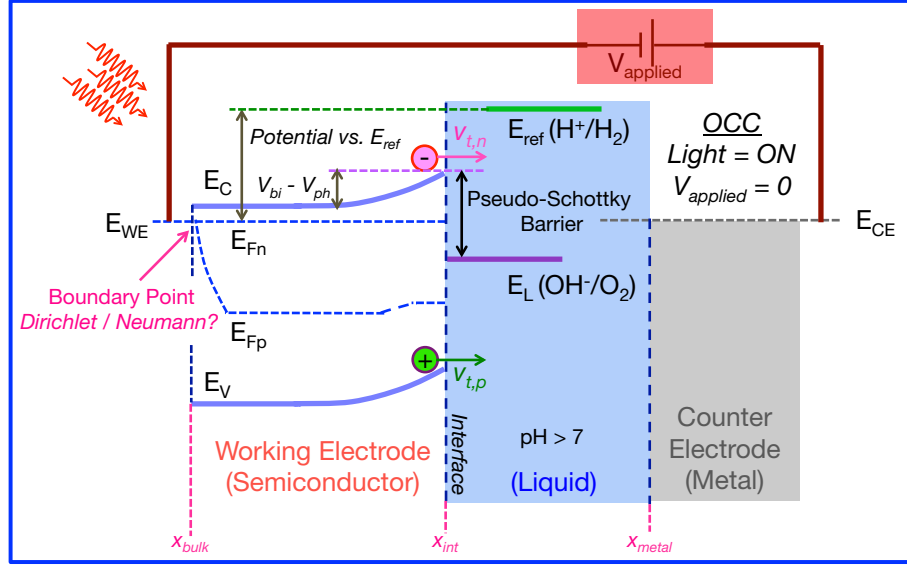 V_applied
E_ref (H⁺/H₂)
OCC
Light = ON
V_applied = 0
Potential vs. E_ref
v_t,n
-
E_C
V_bi - V_ph
Pseudo-Schottky
Barrier
E_WE
E_CE
E_Fn
Boundary Point
Dirichlet / Neumann?
E_L (OH⁻/O₂)
E_Fp
+
v_t,p
E_V
Interface
Working Electrode
(Semiconductor)
pH > 7
(Liquid)
Counter
Electrode
(Metal)
x_bulk
x_int
x_metal